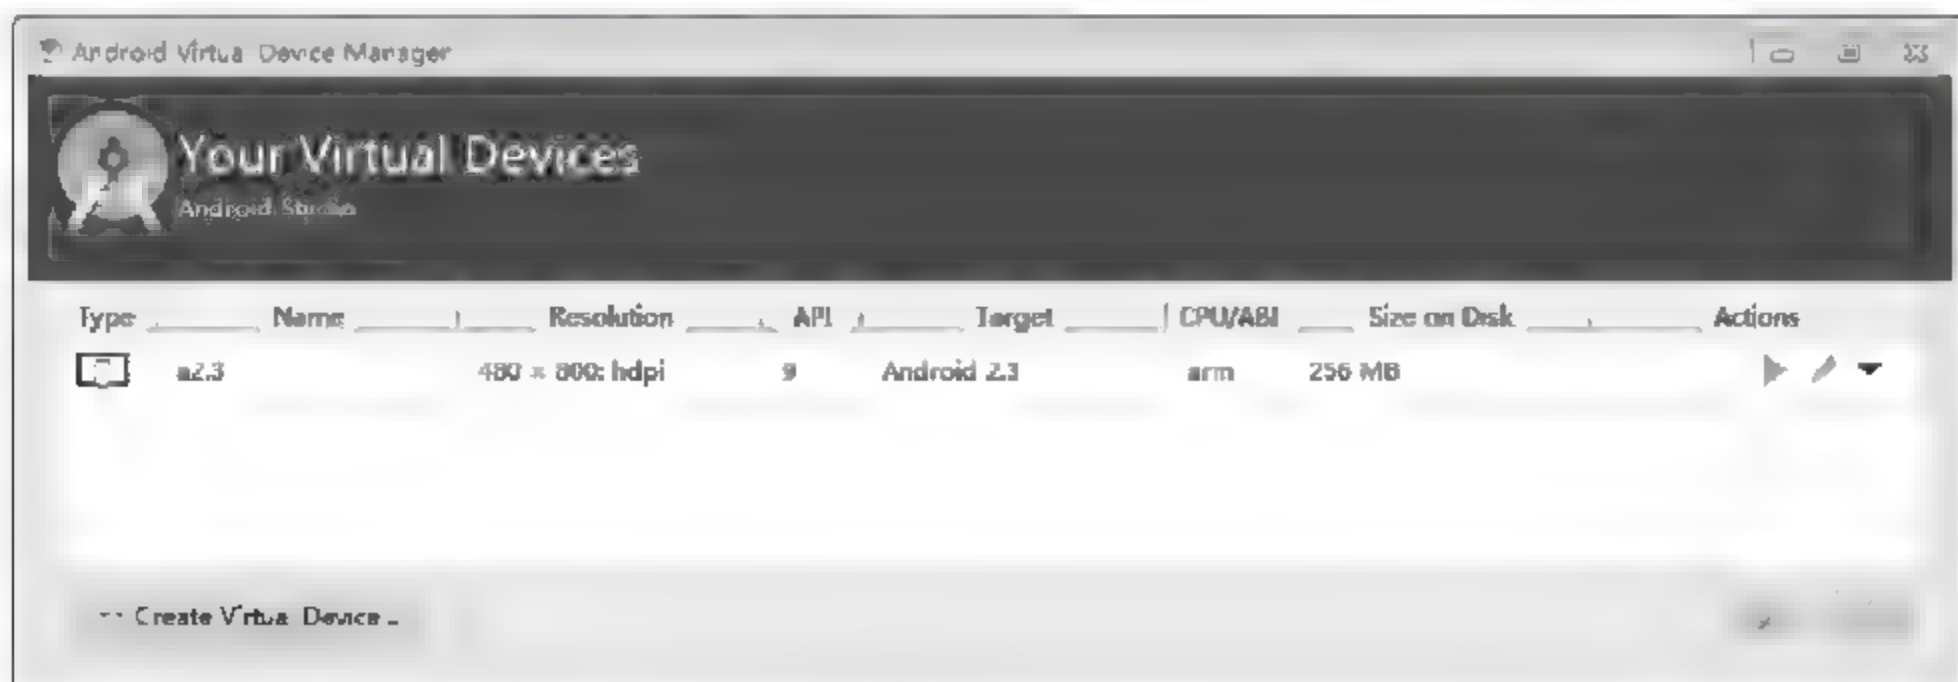 Android Virtual Device Manager
Your Virtual Devices
Android Studio
Type Name Resolution API Target CPU/ABI Size on Disk Actions
a2.3 480 × 800: hdpi 9 Android 2.3 arm 256 MB
Create Virtual Device...